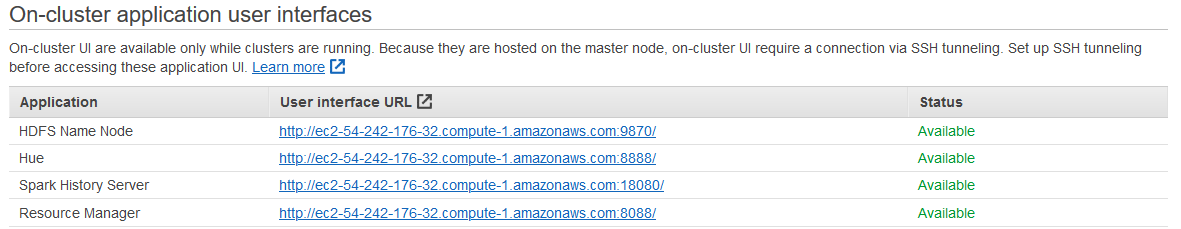 On-cluster application user interfaces
On-cluster UI are available only while clusters are running. Because they are hosted on the master node, on-cluster UI require a connection via SSH tunneling. Set up SSH tunneling
before accessing these application UI. Learn more
Application User interface URL Status
HDFS Name Node http://ec2-54-242-176-32.compute-1.amazonaws.com:9870/ Available
Hue http://ec2-54-242-176-32.compute-1.amazonaws.com:8888/ Available
Spark History Server http://ec2-54-242-176-32.compute-1.amazonaws.com:18080/ Available
Resource Manager http://ec2-54-242-176-32.compute-1.amazonaws.com:8088/ Available